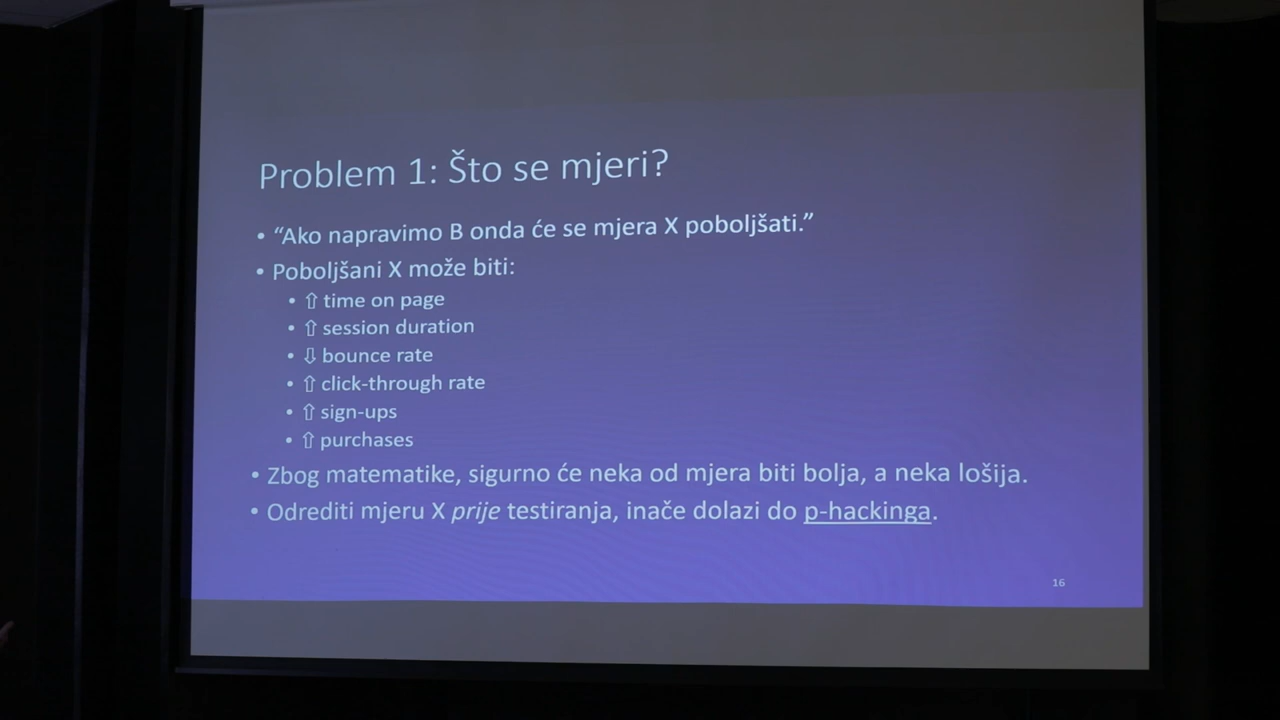 Problem 1: Što se mjeri?
• “Ako napravimo B onda će se mjera X poboljšati.”
• Poboljšani X može biti:
• ⇧ time on page
• ⇧ session duration
• ⇩ bounce rate
• ⇧ click-through rate
• ⇧ sign-ups
• ⇧ purchases
• Zbog matematike, sigurno će neka od mjera biti bolja, a neka lošija.
• Odrediti mjeru X prije testiranja, inače dolazi do p-hackinga.
16